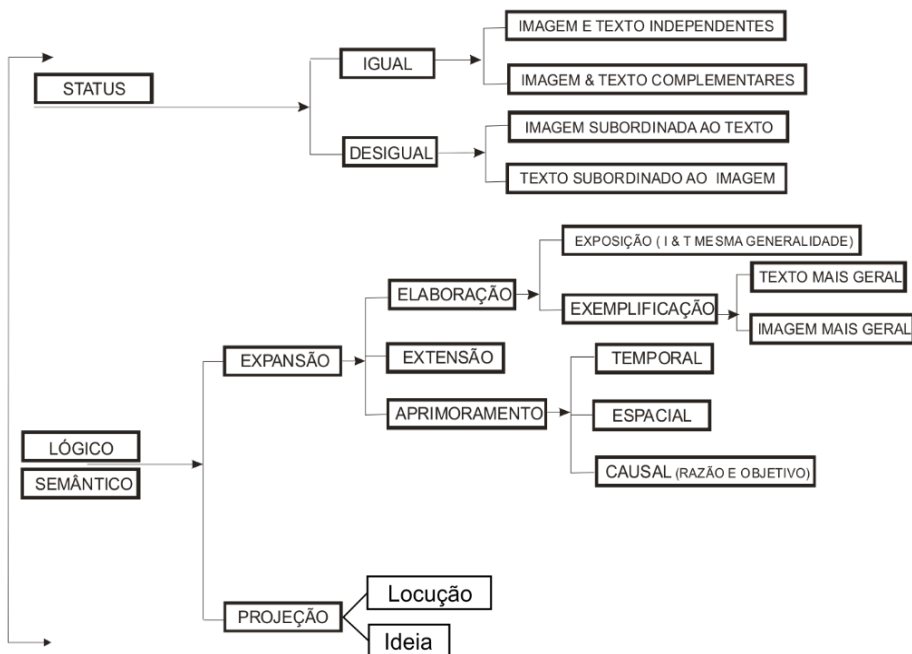 STATUS
IGUAL
IMAGEM E TEXTO INDEPENDENTES
IMAGEM & TEXTO COMPLEMENTARES
DESIGUAL
IMAGEM SUBORDINADA AO TEXTO
TEXTO SUBORDINADO AO IMAGEM
LÓGICO
SEMÂNTICO
EXPANSÃO
ELABORAÇÃO
EXPOSIÇÃO ( I & T MESMA GENERALIDADE)
EXEMPLIFICAÇÃO
TEXTO MAIS GERAL
IMAGEM MAIS GERAL
EXTENSÃO
APRIMORAMENTO
TEMPORAL
ESPACIAL
CAUSAL (RAZÃO E OBJETIVO)
PROJEÇÃO
Locução
Ideia